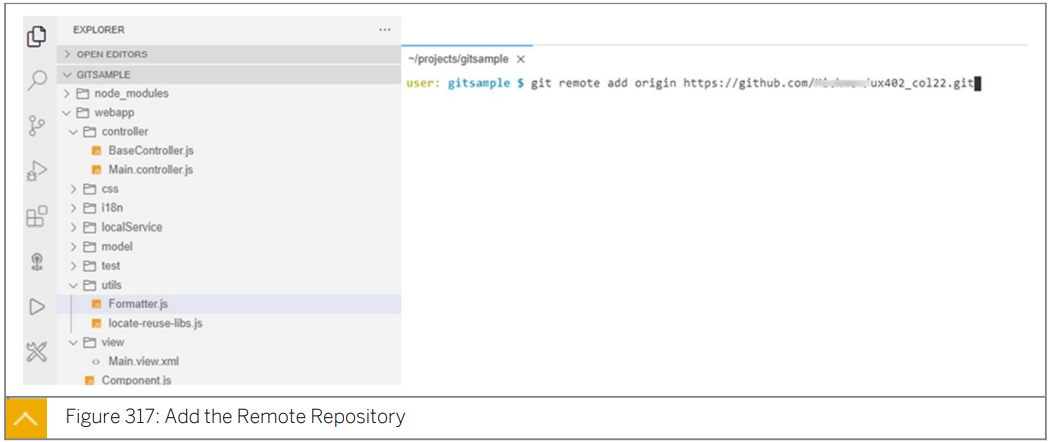 EXPLORER ...
OPEN EDITORS
GITSAMPLE
node_modules
webapp
controller
BaseController.js
Main.controller.js
css
i18n
localService
model
test
utils
Formatter.js
locate-reuse-libs.js
view
Main.view.xml
Component.js
~/projects/gitsample
user: gitsample $ git remote add origin https://github.com/ /ux402_col22.git
Figure 317: Add the Remote Repository